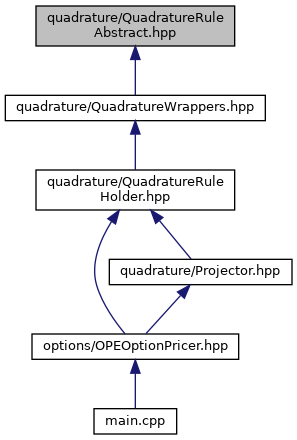 quadrature/QuadratureRule
Abstract.hpp
quadrature/QuadratureWrappers.hpp
quadrature/QuadratureRule
Holder.hpp
quadrature/Projector.hpp
options/OPEOptionPricer.hpp
main.cpp